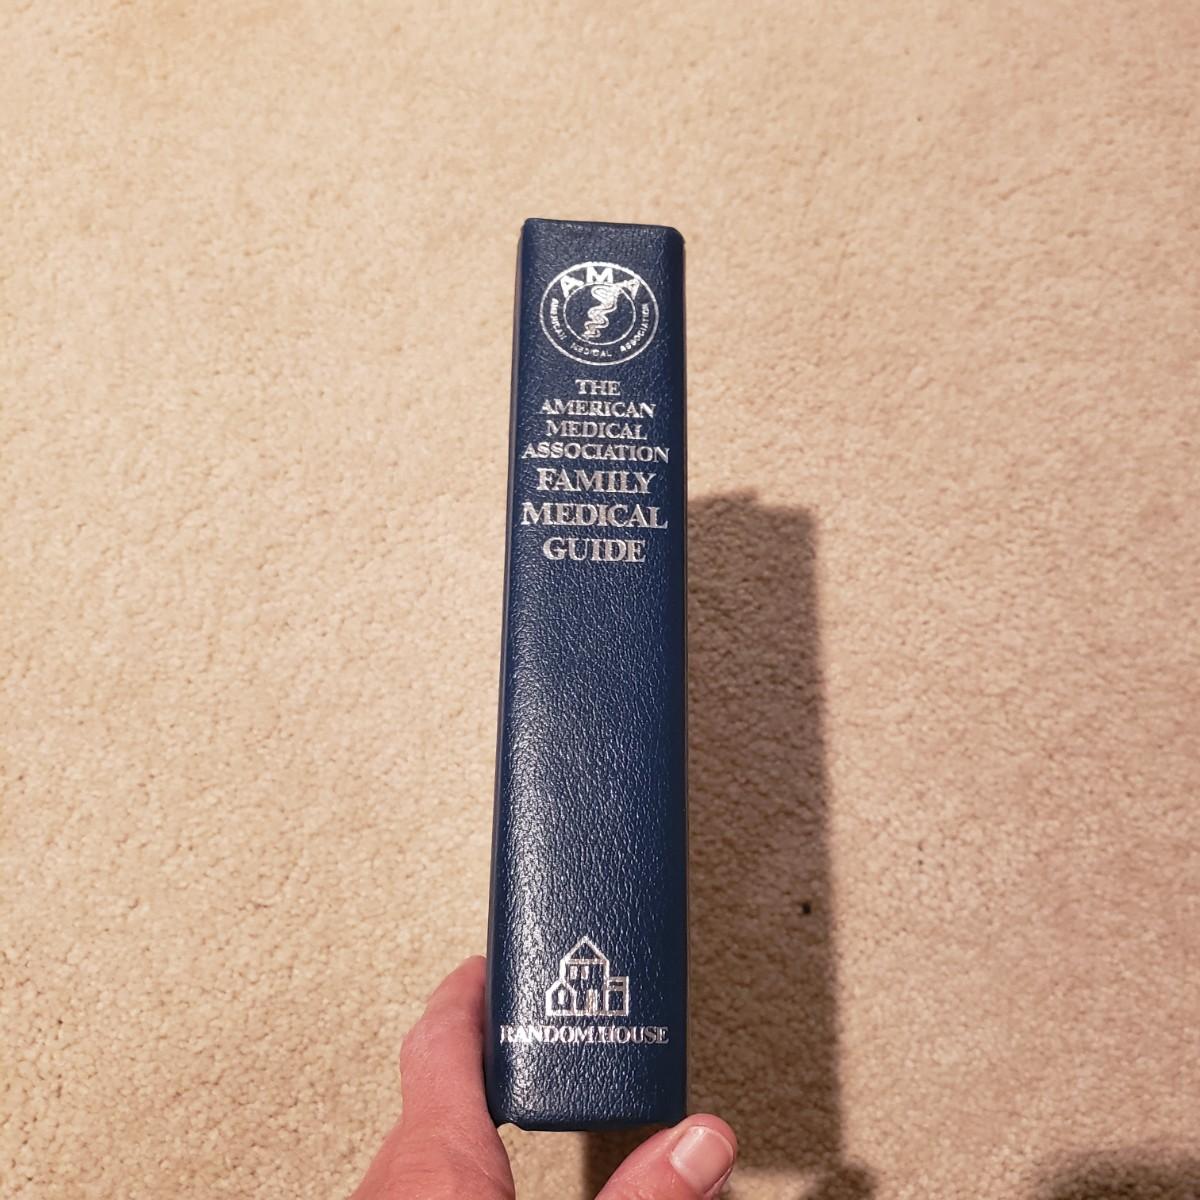 AMA
AMERICAN MEDICAL ASSOCIATION
THE
AMERICAN
MEDICAL
ASSOCIATION
FAMILY
MEDICAL
GUIDE
RANDOM HOUSE